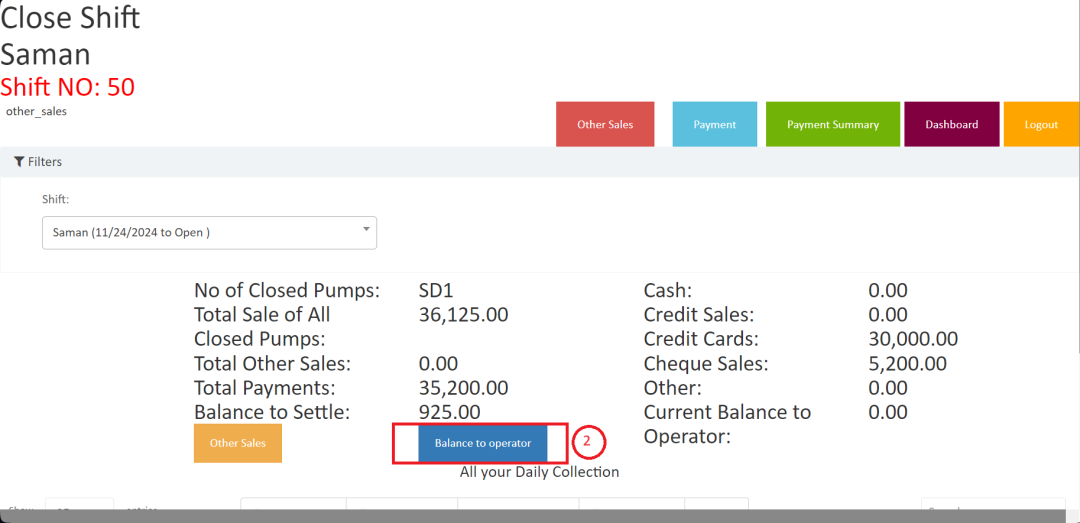 Close Shift
Saman
Shift NO: 50
other_sales
Other Sales Payment Payment Summary Dashboard Logout
Filters
Shift:
Saman (11/24/2024 to Open )
No of Closed Pumps: SD1 Cash: 0.00
Total Sale of All 36,125.00 Credit Sales: 0.00
Closed Pumps: Credit Cards: 30,000.00
Total Other Sales: 0.00 Cheque Sales: 5,200.00
Total Payments: 35,200.00 Other: 0.00
Balance to Settle: 925.00 Current Balance to 0.00
Operator:
Other Sales Balance to operator 2
All your Daily Collection